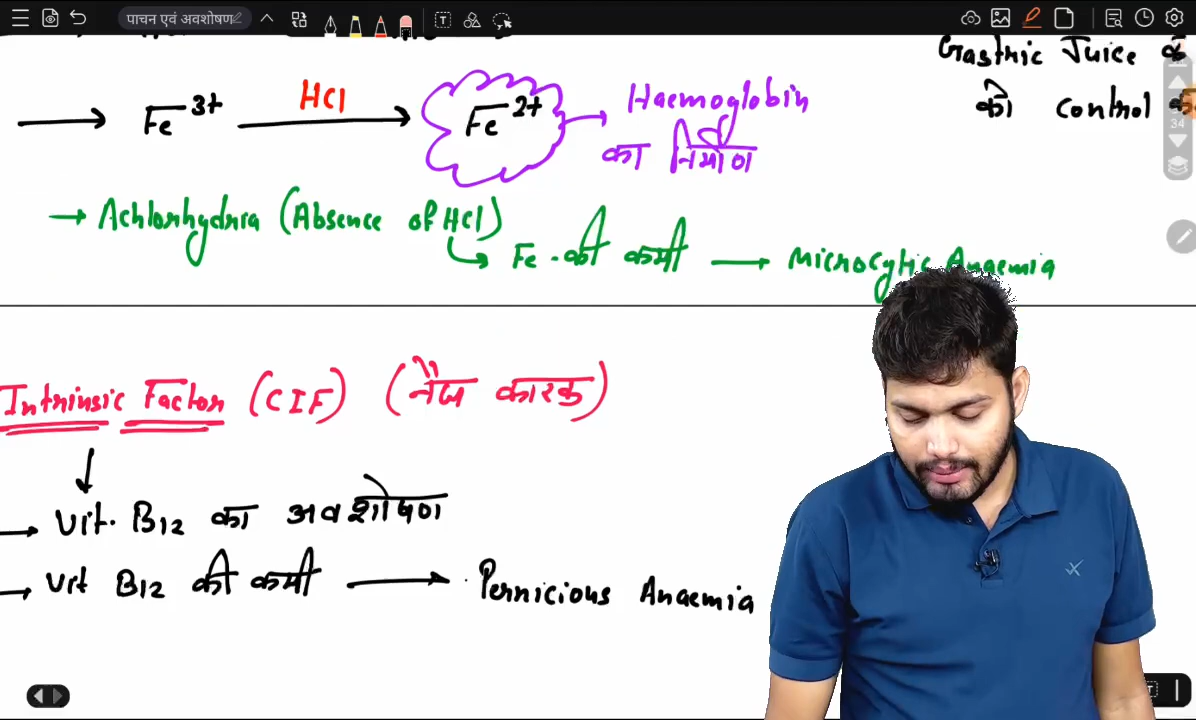 पाचन एवं अवशोषण
Gastric Juice के
को control
→ Fe³⁺ HCl → Fe²⁺ → Haemoglobin
का निर्माण
→ Achlorhydria (Absence of HCl)
↳ Fe - की कमी → Microcytic Anaemia
34
Intrinsic Factor (CIF) (नैज कारक)
↓
→ Vit. B12 का अवशोषण
→ Vit B12 की कमी → Pernicious Anaemia